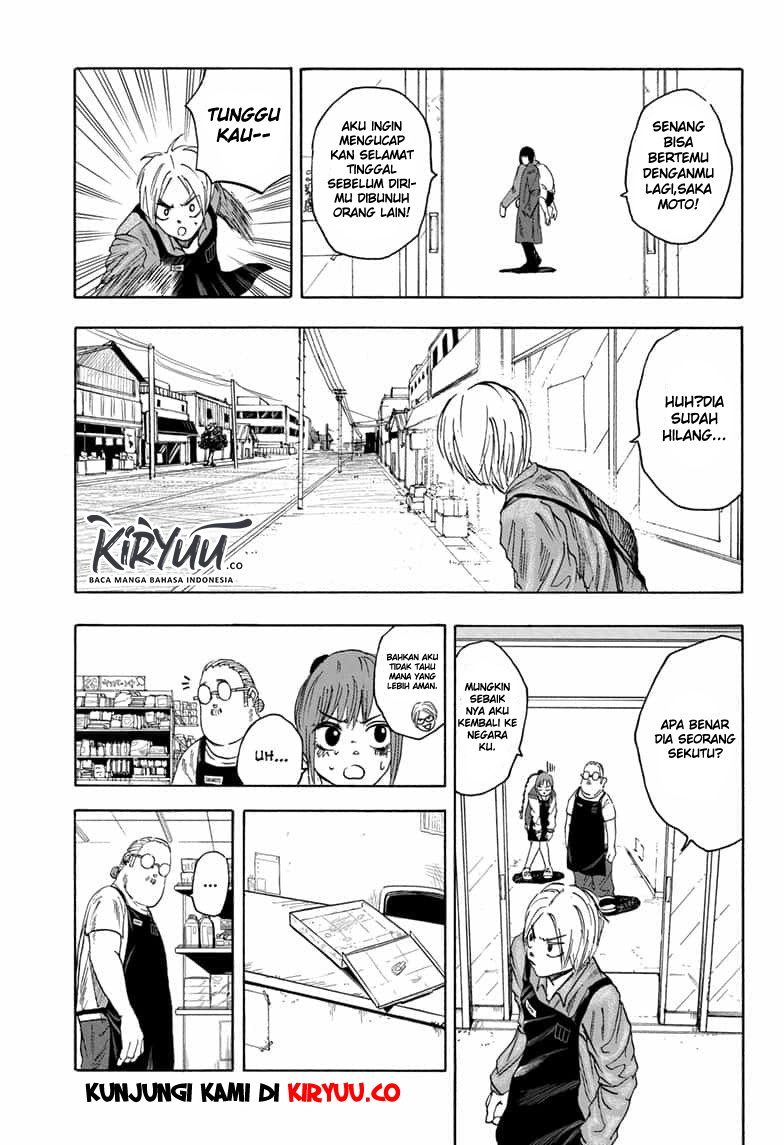 SENANG
BISA
BERTEMU
DENGANMU
LAGI,SAKA
MOTO!
AKU INGIN
MENGUCAP
KAN SELAMAT
TINGGAL
SEBELUM DIRI-
MU DIBUNUH
ORANG LAIN!
TUNGGU
KAU--
HUH?DIA
SUDAH
HILANG...
KIRYUU.CO
BACA MANGA BAHASA INDONESIA
APA BENAR
DIA SEORANG
SEKUTU?
MUNGKIN
SEBAIK
NYA AKU
KEMBALI KE
NEGARA
KU.
BAHKAN AKU
TIDAK TAHU
MANA YANG
LEBIH AMAN.
UH...
...
KUNJUNGI KAMI DI KIRYUU.CO